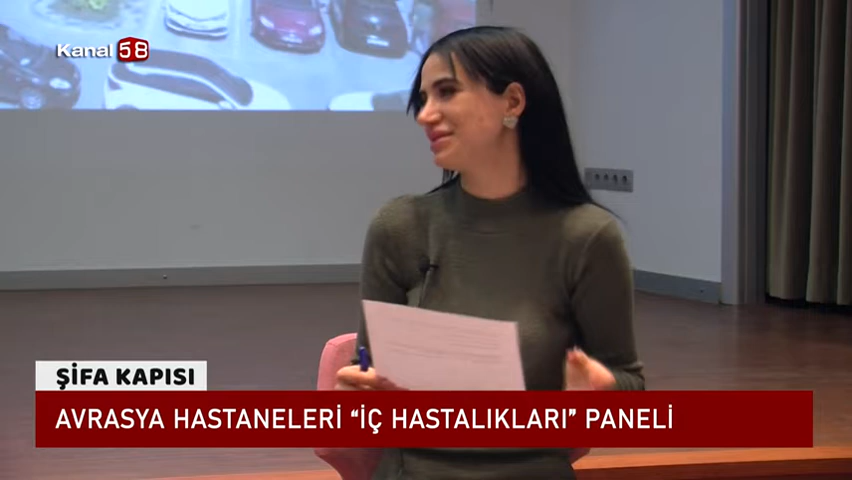 Kanal 58
ŞİFA KAPISI
AVRASYA HASTANELERİ “İÇ HASTALIKLARI” PANELİ